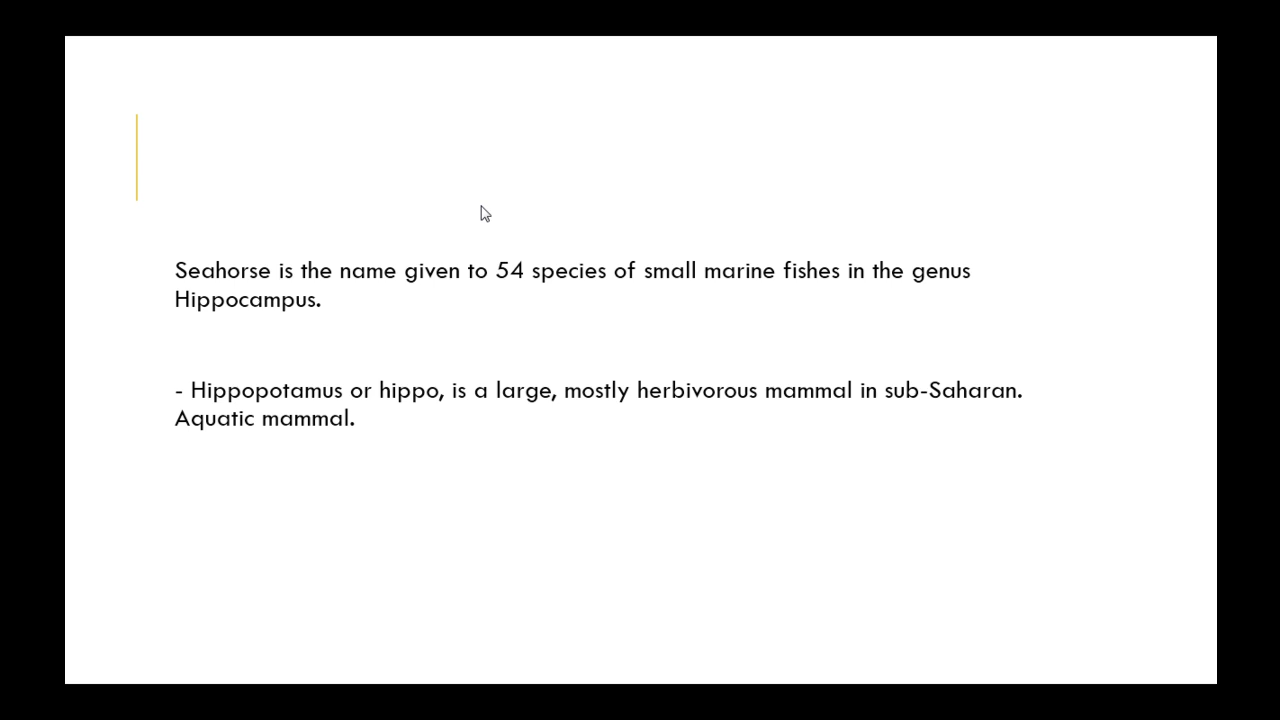 Seahorse is the name given to 54 species of small marine fishes in the genus
Hippocampus.
- Hippopotamus or hippo, is a large, mostly herbivorous mammal in sub-Saharan.
Aquatic mammal.